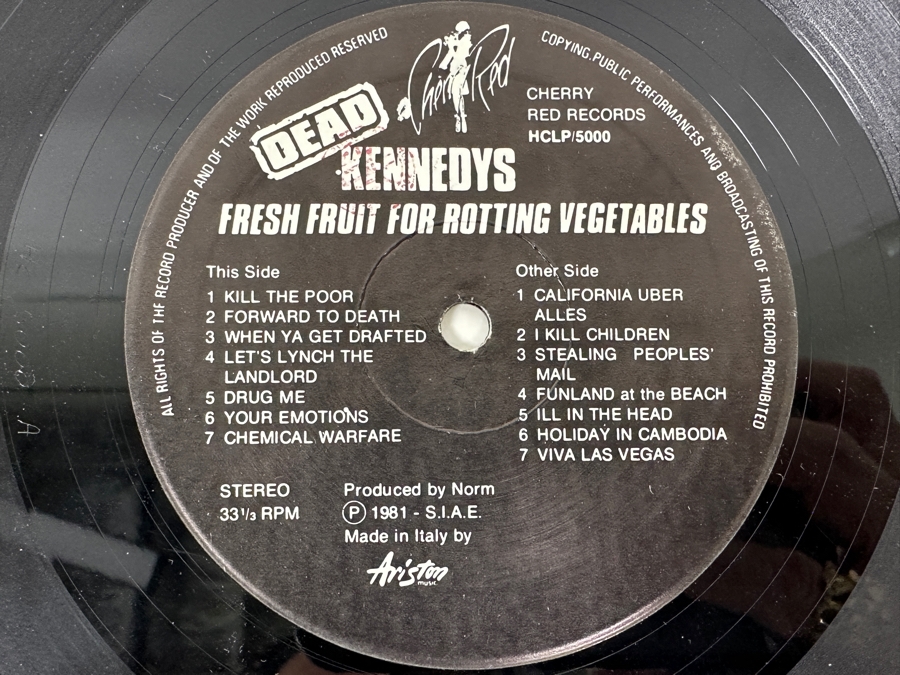 ALL RIGHTS OF THE RECORD PRODUCER AND OF THE WORK REPRODUCED RESERVED
COPYING, PUBLIC PERFORMANCES AND BROADCASTING OF THIS RECORD PROHIBITED
a Cherry Red
CHERRY
RED RECORDS
HCLP/5000
DEAD
KENNEDYS
FRESH FRUIT FOR ROTTING VEGETABLES
This Side
1 KILL THE POOR
2 FORWARD TO DEATH
3 WHEN YA GET DRAFTED
4 LET'S LYNCH THE
LANDLORD
5 DRUG ME
6 YOUR EMOTIONS
7 CHEMICAL WARFARE
Other Side
1 CALIFORNIA UBER
ALLES
2 I KILL CHILDREN
3 STEALING PEOPLES'
MAIL
4 FUNLAND at the BEACH
5 ILL IN THE HEAD
6 HOLIDAY IN CAMBODIA
7 VIVA LAS VEGAS
STEREO
33 1/3 RPM
Produced by Norm
Ⓟ 1981 - S.I.A.E.
Made in Italy by
Ariston
music